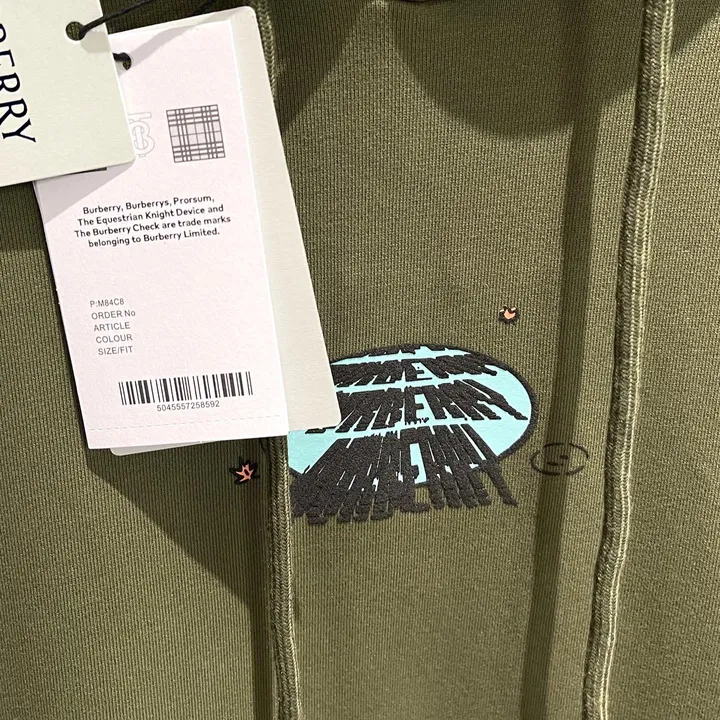 BERRY
Burberry, Burberrys, Prorsum,
The Equestrian Knight Device and
The Burberry Check are trade marks
belonging to Burberry Limited.
P:M84C8
ORDER No
ARTICLE
COLOUR
SIZE/FIT
5045557258592